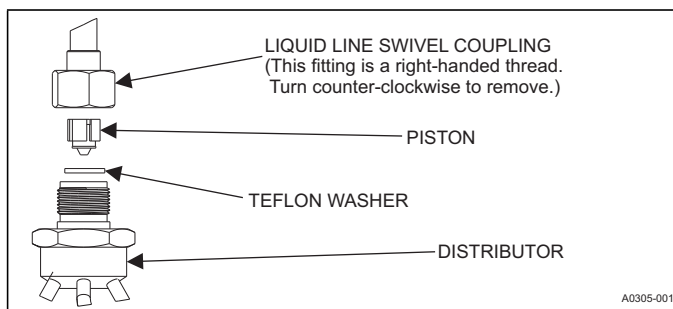 LIQUID LINE SWIVEL COUPLING
(This fitting is a right-handed thread.
Turn counter-clockwise to remove.)
PISTON
TEFLON WASHER
DISTRIBUTOR
A0305-001